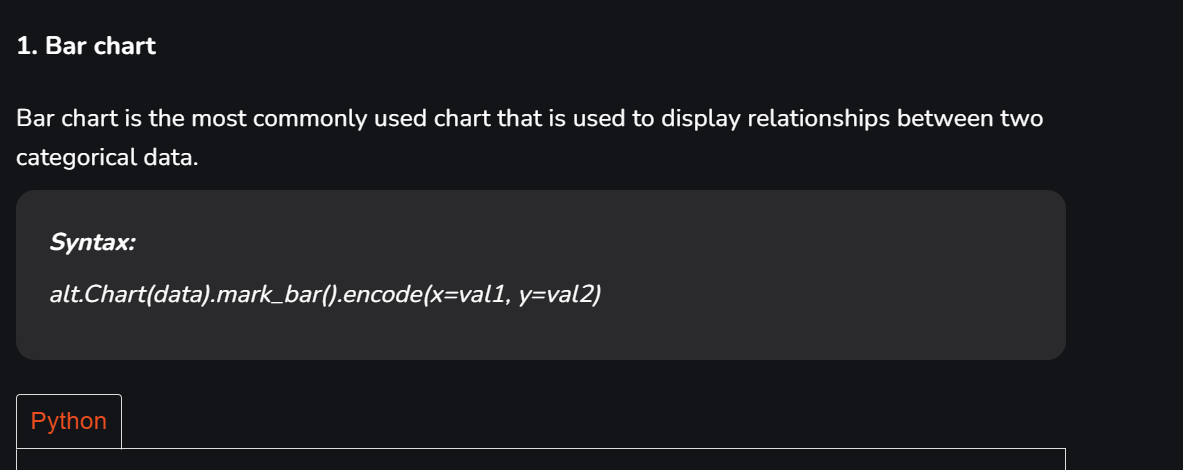 1. Bar chart
Bar chart is the most commonly used chart that is used to display relationships between two
categorical data.
Syntax:
alt.Chart(data).mark_bar().encode(x=val1, y=val2)
Python